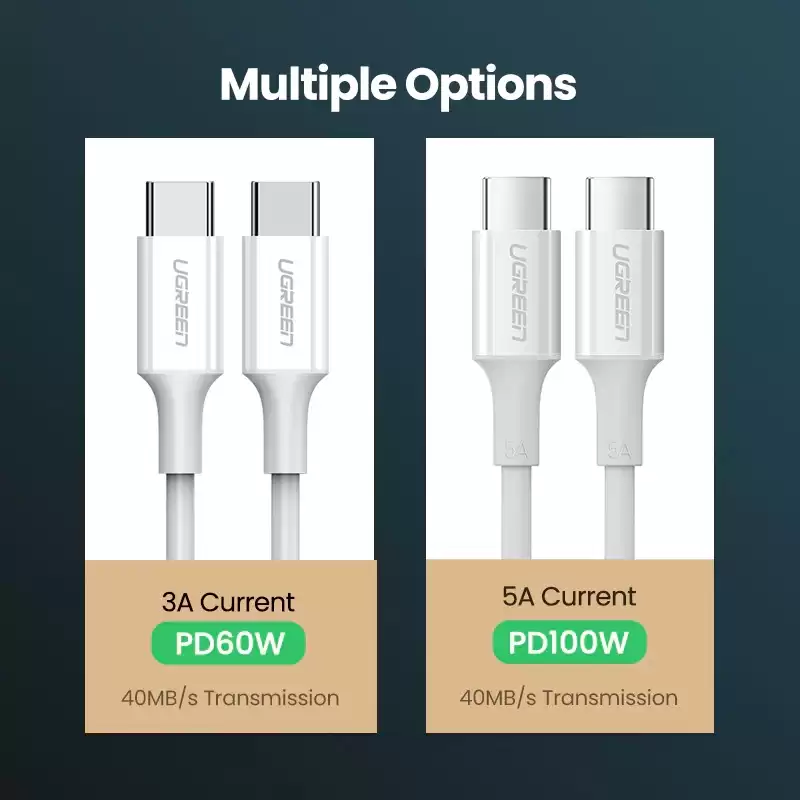 Multiple Options
UGREEN
UGREEN
UGREEN
UGREEN
5A
5A
3A Current
PD60W
40MB/s Transmission
5A Current
PD100W
40MB/s Transmission